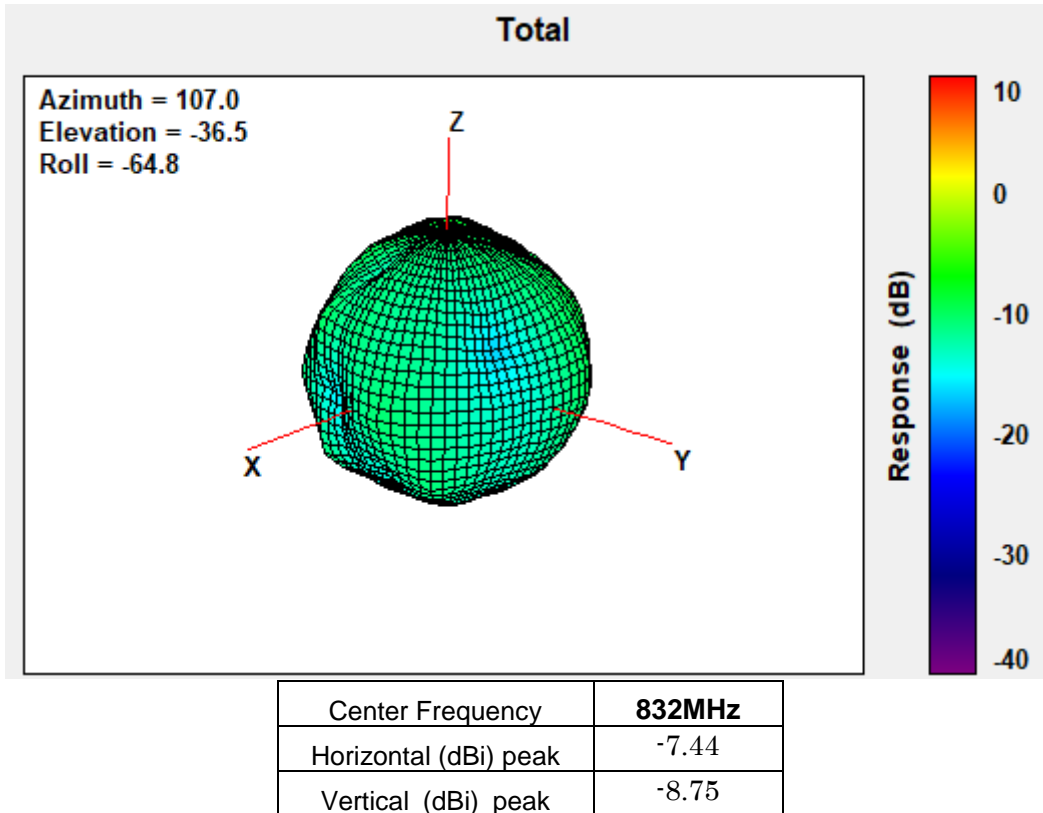 Total
Azimuth = 107.0
Elevation = -36.5
Roll = -64.8
Z
X
Y
10
0
-10
-20
-30
-40
Response (dB)
Center Frequency 832MHz
Horizontal (dBi) peak -7.44
Vertical (dBi) peak -8.75